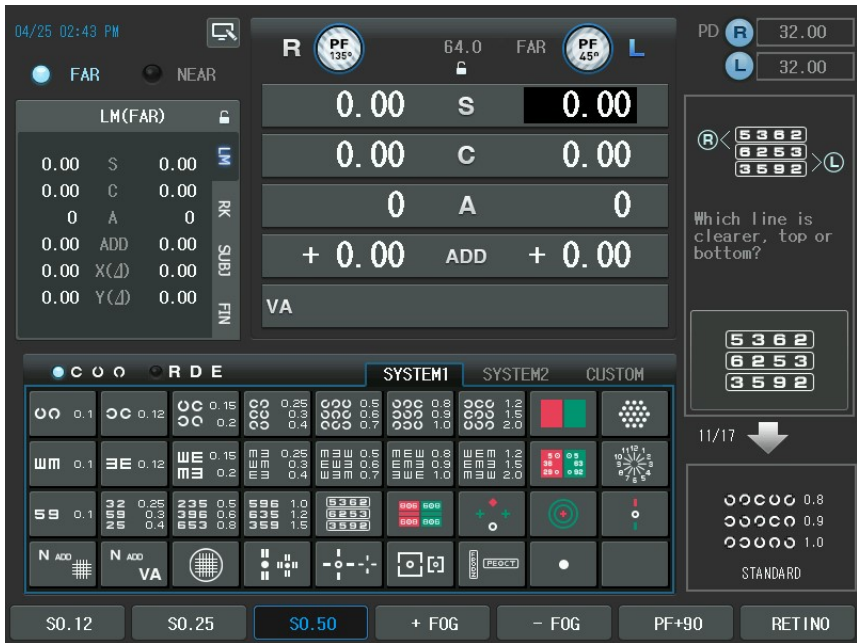 04/25 02:43 PM
FAR NEAR
LM(FAR)
0.00 S 0.00
0.00 C 0.00
0 A 0
0.00 ADD 0.00
0.00 X(⊿) 0.00
0.00 Y(⊿) 0.00
LM
RK
SUBJ
FIN
R PF 135° 64.0 FAR PF 45° L
0.00 S 0.00
0.00 C 0.00
0 A 0
+ 0.00 ADD + 0.00
VA
PD R 32.00
L 32.00
R 5362
6253
3592 L
Which line is
clearer, top or
bottom?
5362
6253
3592
11/17
0.8
0.9
1.0
STANDARD
C R D E SYSTEM1 SYSTEM2 CUSTOM
0.1 0.12 0.15 0.2 0.25 0.3 0.4 0.5 0.6 0.7 0.8 0.9 1.0 1.2 1.5 2.0
0.1 0.12 0.15 0.2 0.25 0.3 0.4 0.5 0.6 0.7 0.8 0.9 1.0 1.2 1.5 2.0
59 0.1 32 0.25 59 0.3 25 0.4 235 0.5 396 0.6 653 0.8 596 1.0 635 1.2 359 1.5 5362 6253 3592
N ADD N ADD VA PEOCT
S0.12 S0.25 S0.50 + FOG - FOG PF+90 RETINO